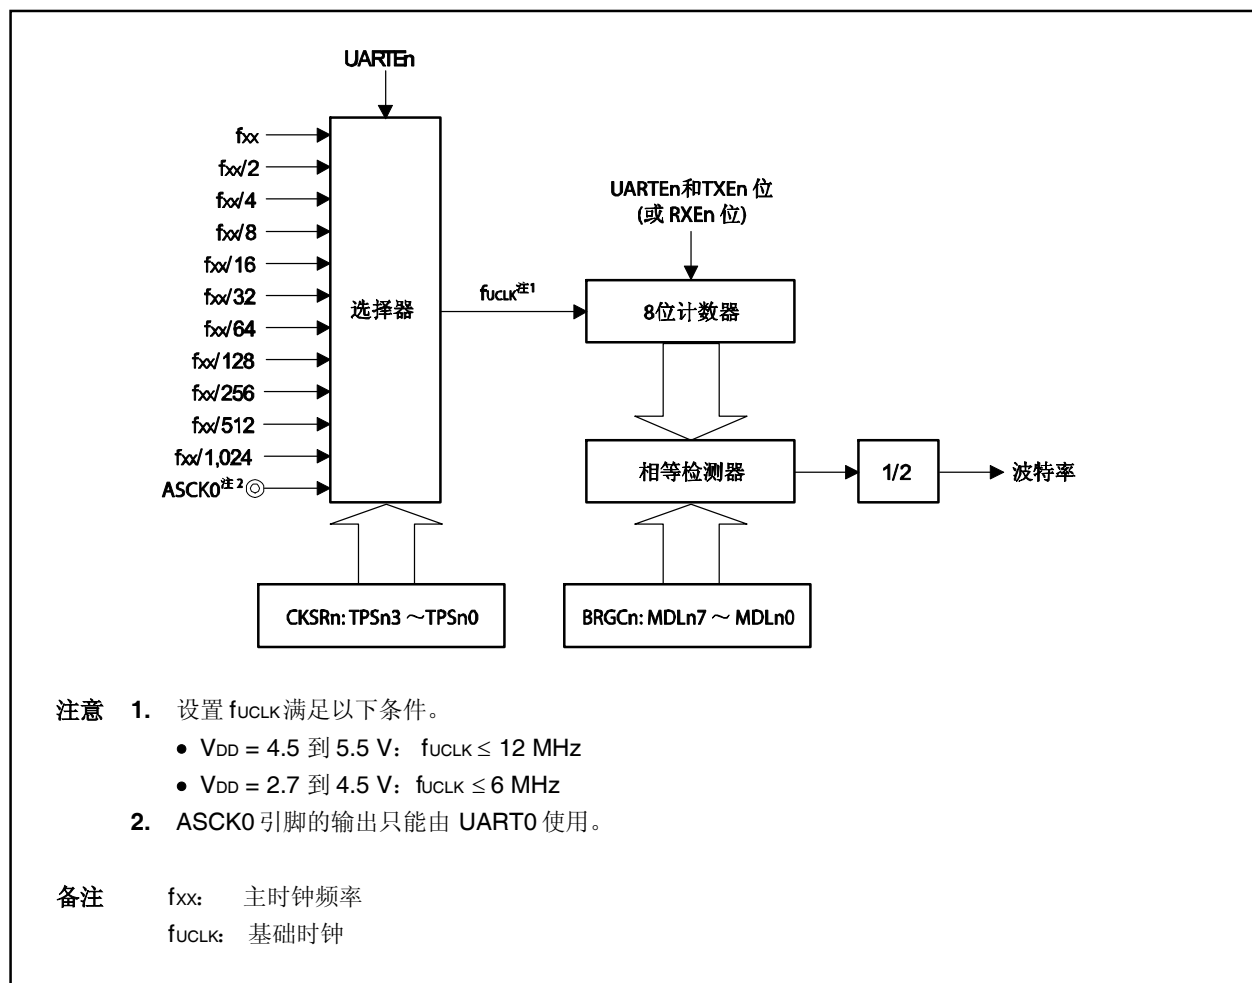 UARTEn
fxx
fxx/2
fxx/4
fxx/8
fxx/16
fxx/32
fxx/64
fxx/128
fxx/256
fxx/512
fxx/1,024
ASCK0注 2
选择器
fUCLK注1
UARTEn和TXEn 位
(或 RXEn 位)
8位计数器
相等检测器
1/2
波特率
CKSRn: TPSn3 ～TPSn0
BRGCn: MDLn7 ～ MDLn0
注意 1. 设置 fUCLK 满足以下条件。
● VDD = 4.5 到 5.5 V： fUCLK ≤ 12 MHz
● VDD = 2.7 到 4.5 V：fUCLK ≤ 6 MHz
2. ASCK0 引脚的输出只能由 UART0 使用。
备注 fXX： 主时钟频率
fUCLK： 基础时钟